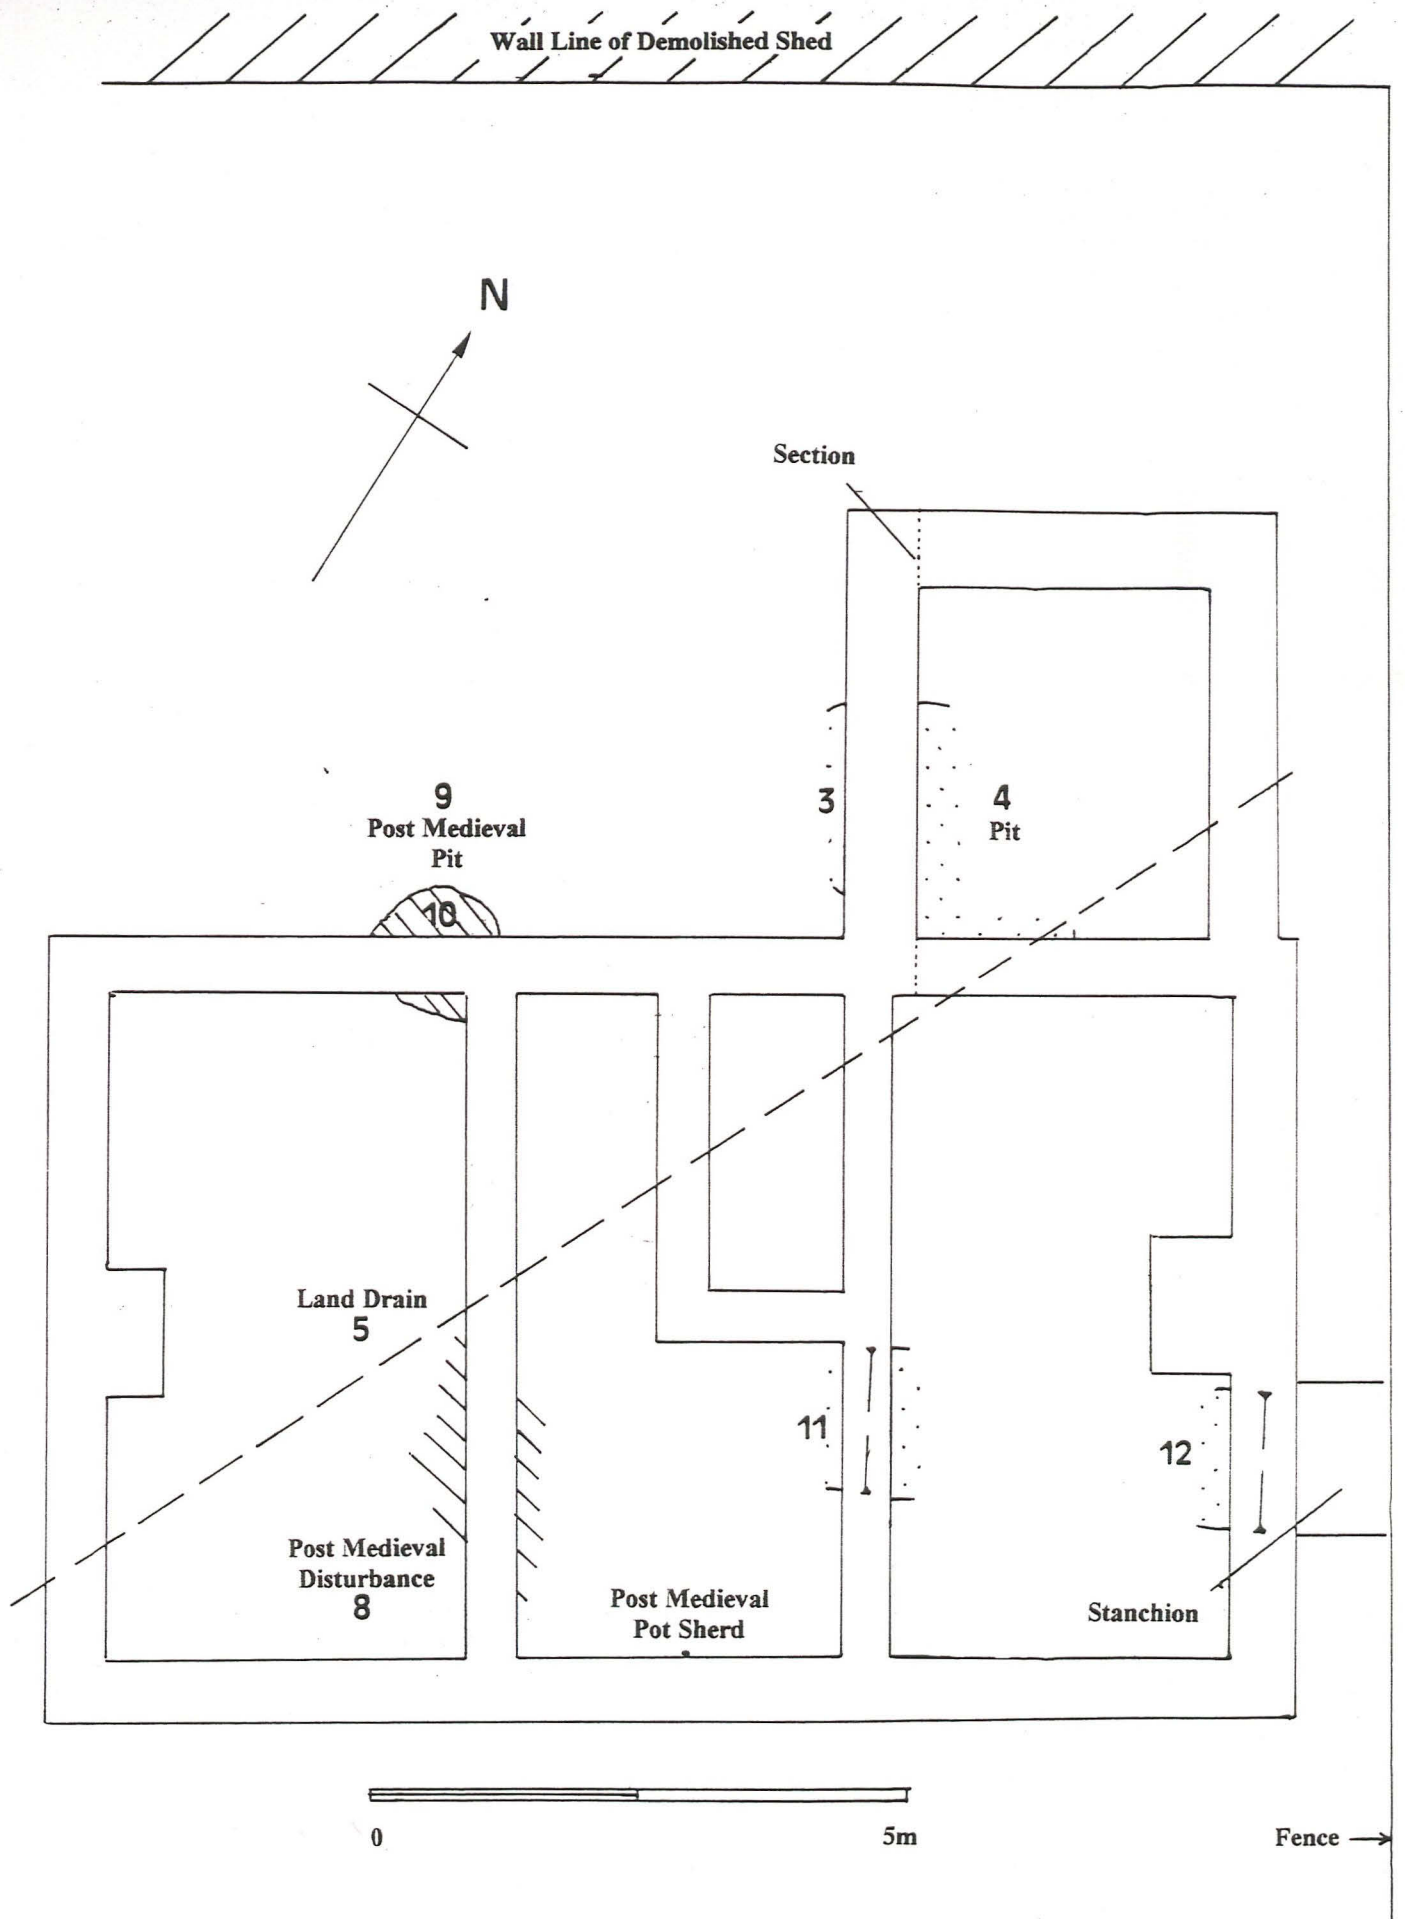 Wall Line of Demolished Shed
N
Section
9
Post Medieval
Pit
10
3
4
Pit
Land Drain
5
11
12
Post Medieval
Disturbance
8
Post Medieval
Pot Sherd
Stanchion
0
5m
Fence